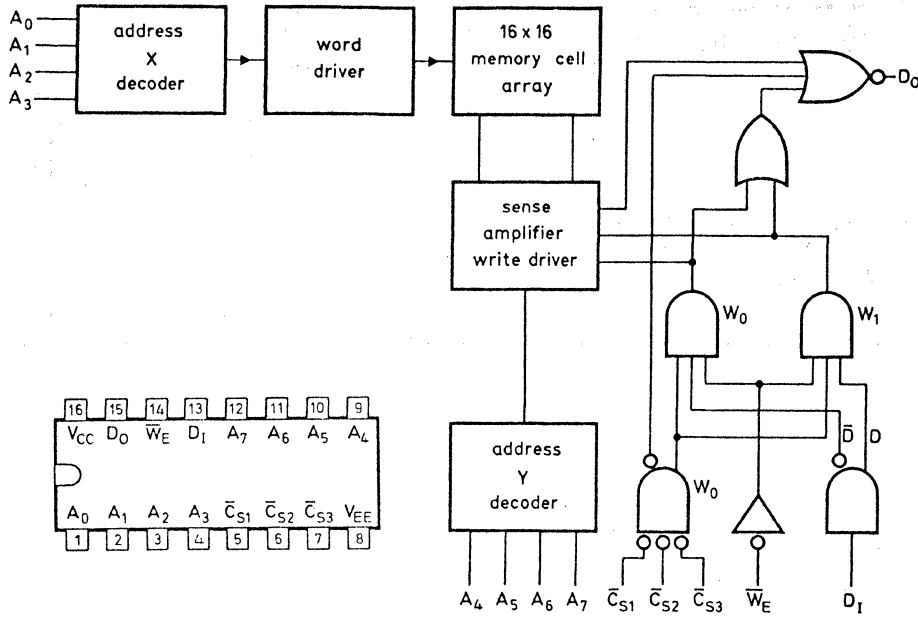 A0
A1
A2
A3
address
X
decoder
word
driver
16 x 16
memory cell
array
D0
sense
amplifier
write driver
W0
W1
D̅
D
address
Y
decoder
W0
A4
A5
A6
A7
C̅S1
C̅S2
C̅S3
W̅E
DI
16 15 14 13 12 11 10 9
VCC DO W̅E DI A7 A6 A5 A4
A0 A1 A2 A3 C̅S1 C̅S2 C̅S3 VEE
1 2 3 4 5 6 7 8